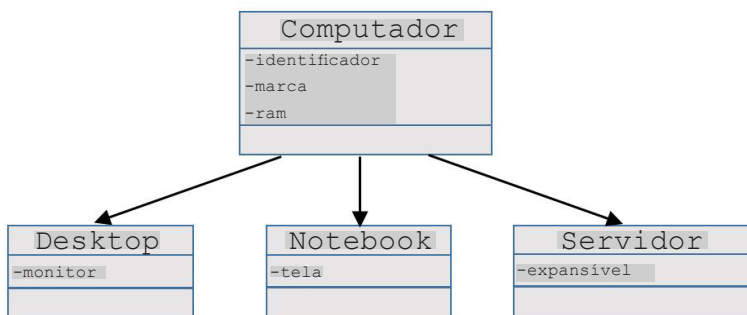 Computador
-identificador
-marca
-ram
Desktop
-monitor
Notebook
-tela
Servidor
-expansível